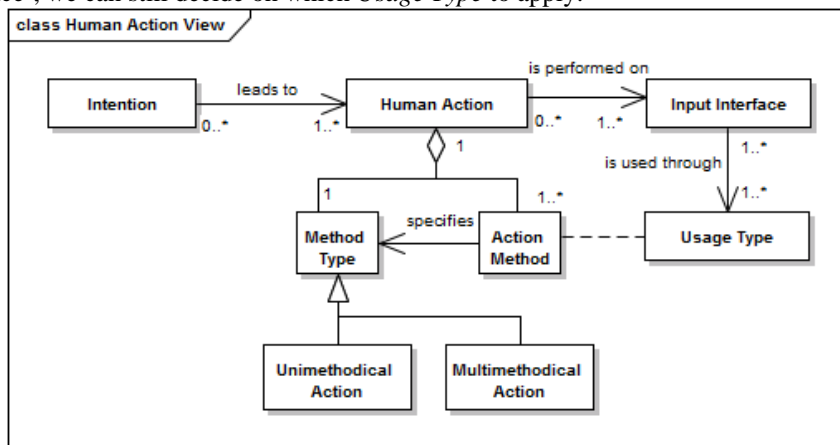 ce", we can still decide on which Usage Type to apply.
class Human Action View
Intention
leads to
0..*
1..*
Human Action
is performed on
0..*
1..*
Input Interface
1
1..*
is used through
1..*
1
1..*
Method
Type
specifies
Action
Method
Usage Type
Unimethodical
Action
Multimethodical
Action